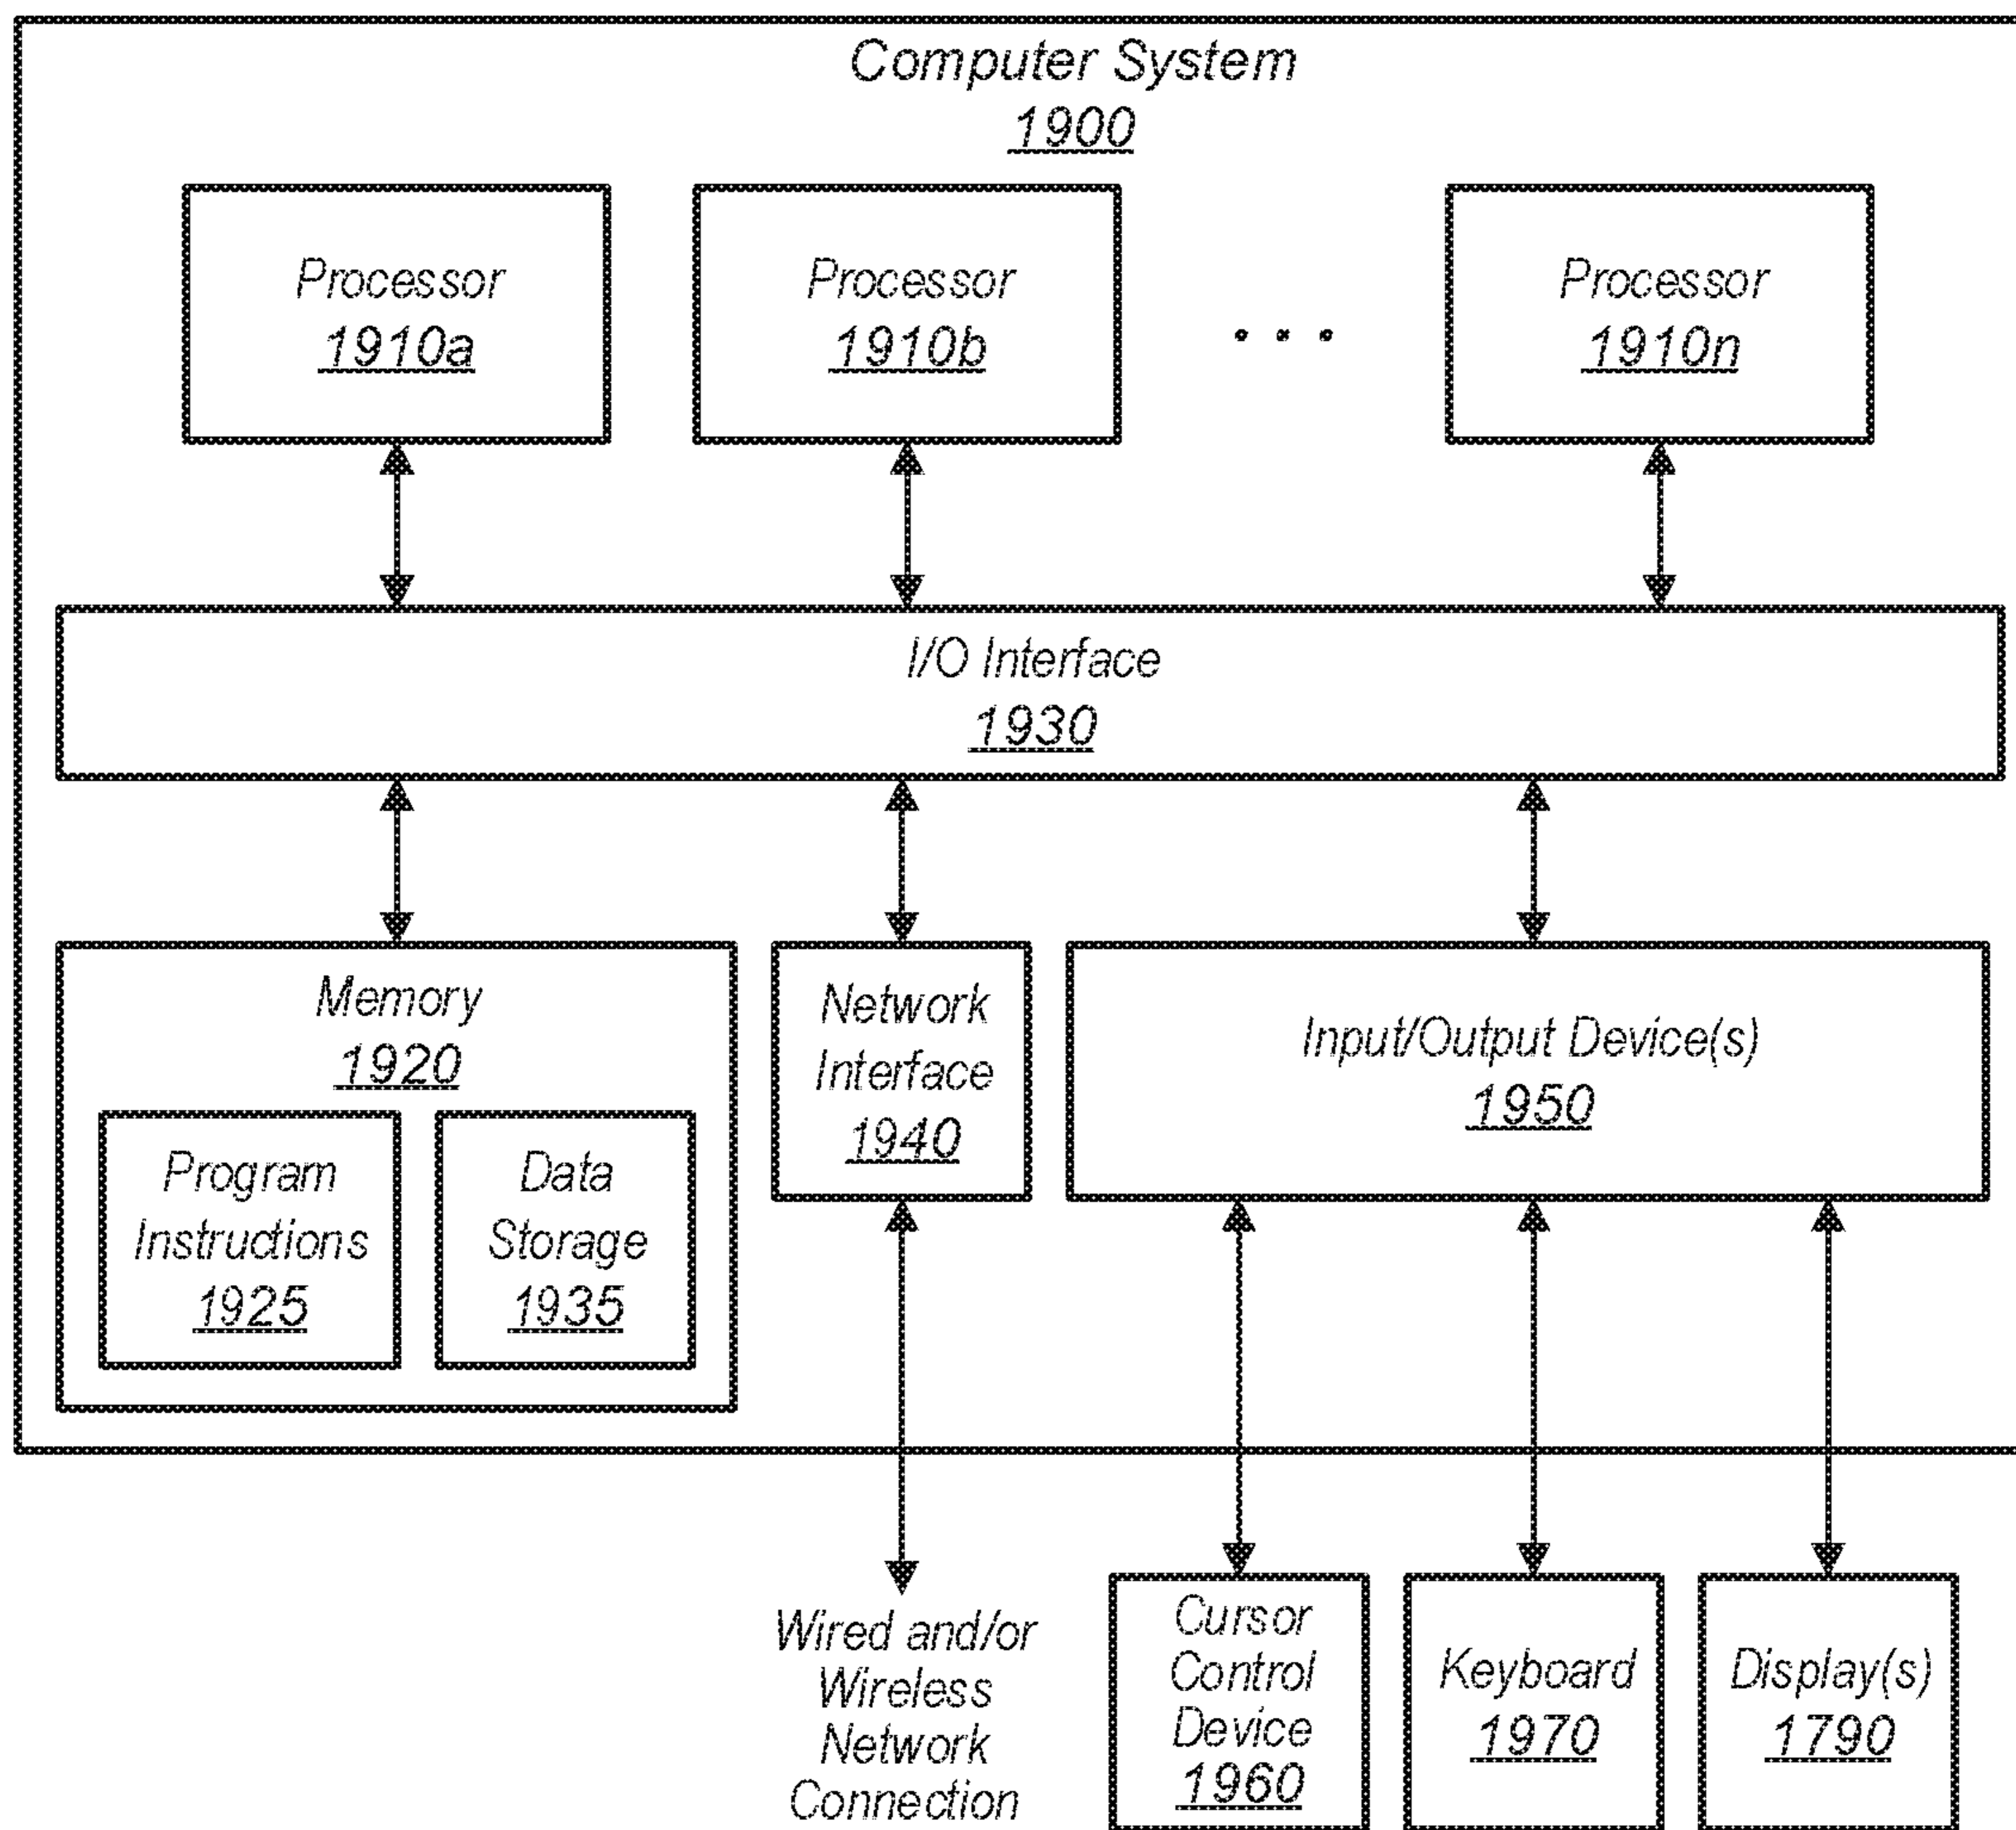 Computer System
1900
Processor
1910a
Processor
1910b
. . .
Processor
1910n
I/O Interface
1930
Memory
1920
Program
Instructions
1925
Data
Storage
1935
Network
Interface
1940
Input/Output Device(s)
1950
Wired and/or
Wireless
Network
Connection
Cursor
Control
Device
1960
Keyboard
1970
Display(s)
1790